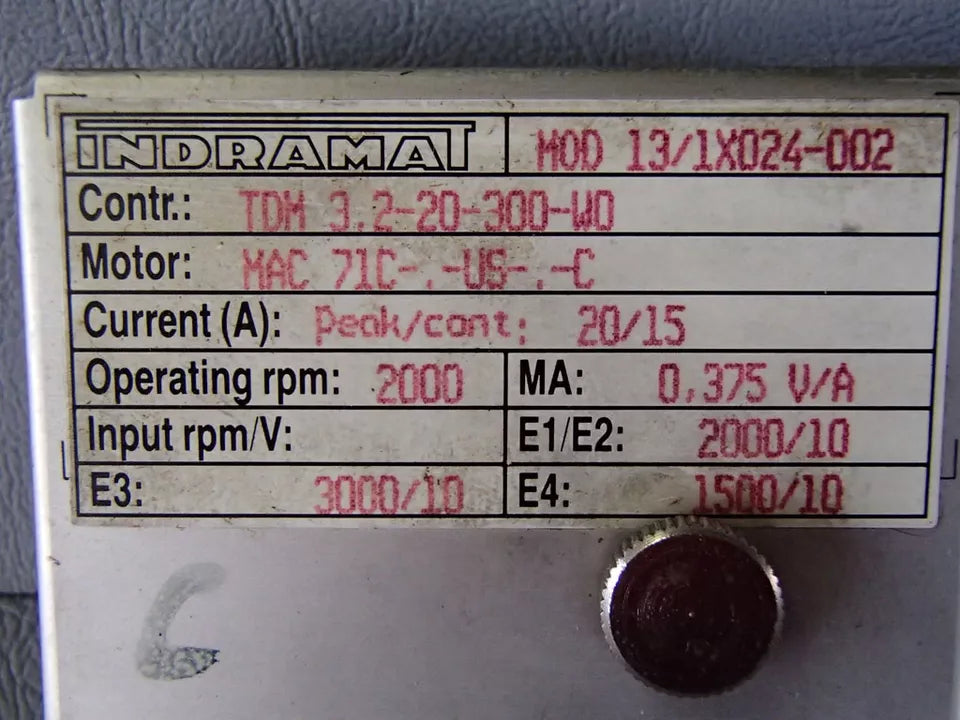 INDRAMAT MOD 13/1X024-002
Contr.: TDM 3.2-20-300-W0
Motor: MAC 71C-.-US-.-C
Current (A): Peak/cont: 20/15
Operating rpm: 2000 MA: 0,375 V/A
Input rpm/V: E1/E2: 2000/10
E3: 3000/10 E4: 1500/10